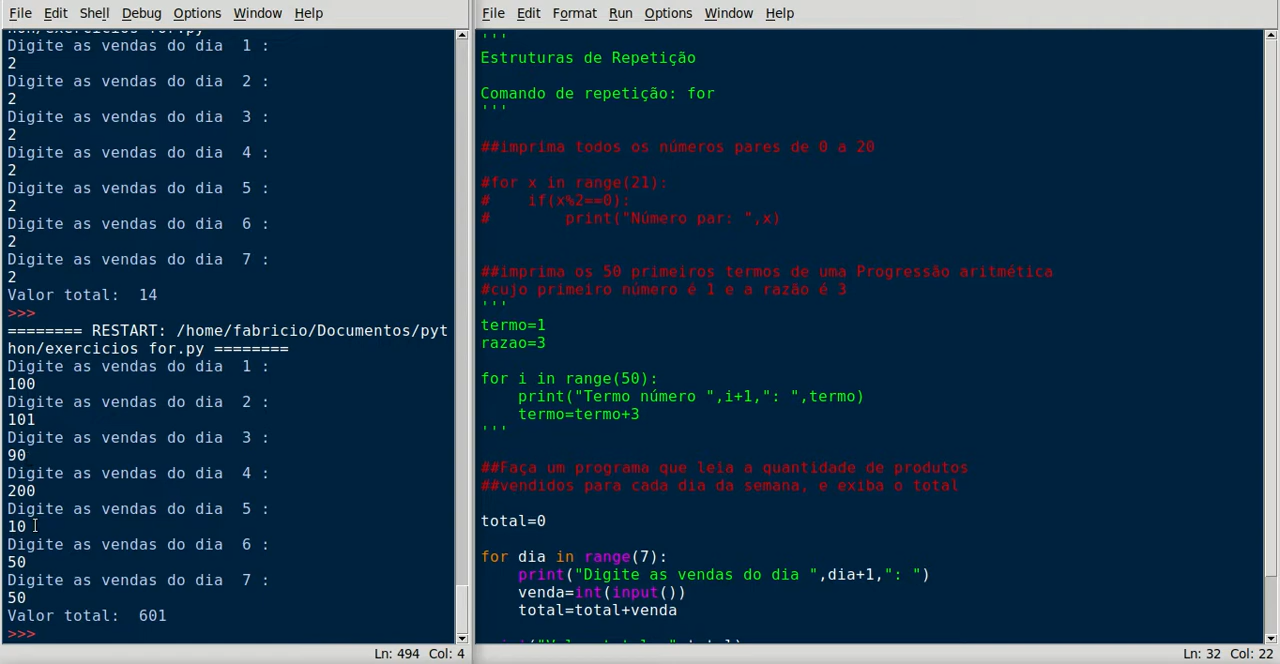 File Edit Shell Debug Options Window Help
hon/exercicios for.py
Digite as vendas do dia  1 :
2
Digite as vendas do dia  2 :
2
Digite as vendas do dia  3 :
2
Digite as vendas do dia  4 :
2
Digite as vendas do dia  5 :
2
Digite as vendas do dia  6 :
2
Digite as vendas do dia  7 :
2
Valor total:  14
>>>
======== RESTART: /home/fabricio/Documentos/pyt
hon/exercicios for.py ========
Digite as vendas do dia  1 :
100
Digite as vendas do dia  2 :
101
Digite as vendas do dia  3 :
90
Digite as vendas do dia  4 :
200
Digite as vendas do dia  5 :
10
Digite as vendas do dia  6 :
50
Digite as vendas do dia  7 :
50
Valor total:  601
>>>
Ln: 494 Col: 4
File Edit Format Run Options Window Help
'''
Estruturas de Repetição
Comando de repetição: for
'''
##imprima todos os números pares de 0 a 20
#for x in range(21):
#    if(x%2==0):
#        print("Número par: ",x)
##imprima os 50 primeiros termos de uma Progressão aritmética
#cujo primeiro número é 1 e a razão é 3
'''
termo=1
razao=3
for i in range(50):
    print("Termo número ",i+1,": ",termo)
    termo=termo+3
'''
##Faça um programa que leia a quantidade de produtos
##vendidos para cada dia da semana, e exiba o total
total=0
for dia in range(7):
    print("Digite as vendas do dia ",dia+1,": ")
    venda=int(input())
    total=total+venda
Ln: 32 Col: 22